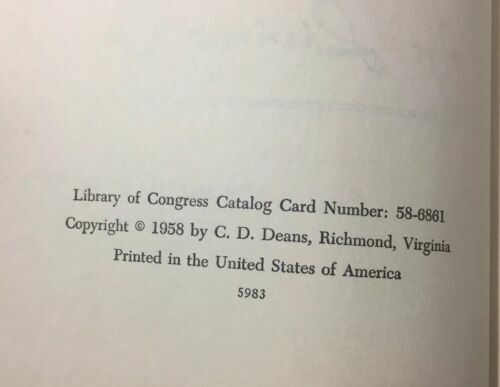 Library of Congress Catalog Card Number: 58-6861
Copyright © 1958 by C. D. Deans, Richmond, Virginia
Printed in the United States of America
5983